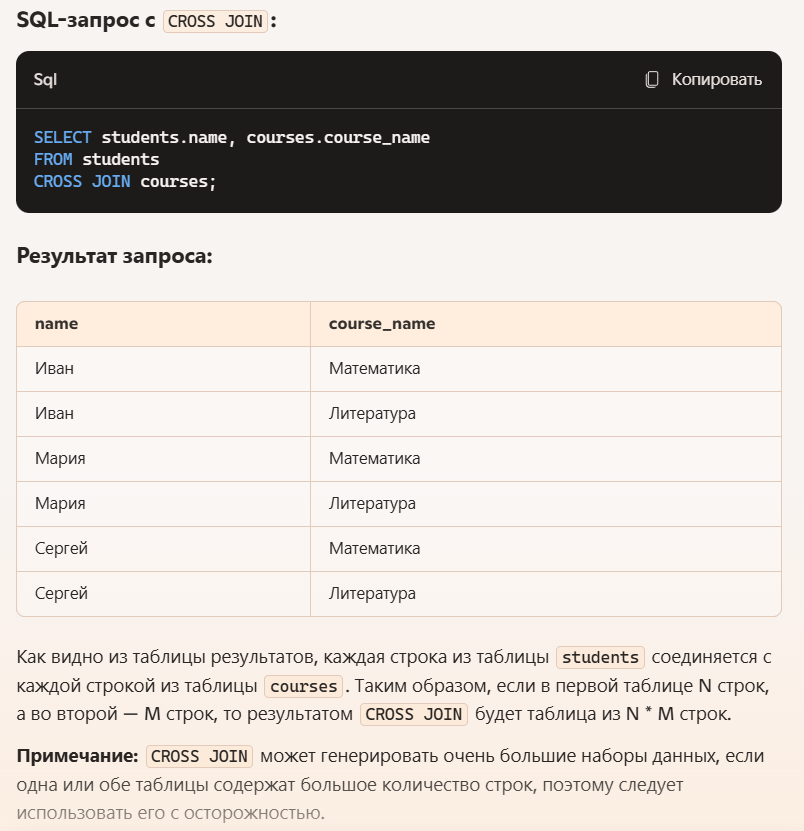 SQL-запрос с CROSS JOIN:
Sql
Копировать
SELECT students.name, courses.course_name
FROM students
CROSS JOIN courses;
Результат запроса:
name course_name
Иван Математика
Иван Литература
Мария Математика
Мария Литература
Сергей Математика
Сергей Литература
Как видно из таблицы результатов, каждая строка из таблицы students соединяется с
каждой строкой из таблицы courses. Таким образом, если в первой таблице N строк,
а во второй — M строк, то результатом CROSS JOIN будет таблица из N * M строк.
Примечание: CROSS JOIN может генерировать очень большие наборы данных, если
одна или обе таблицы содержат большое количество строк, поэтому следует
использовать его с осторожностью.